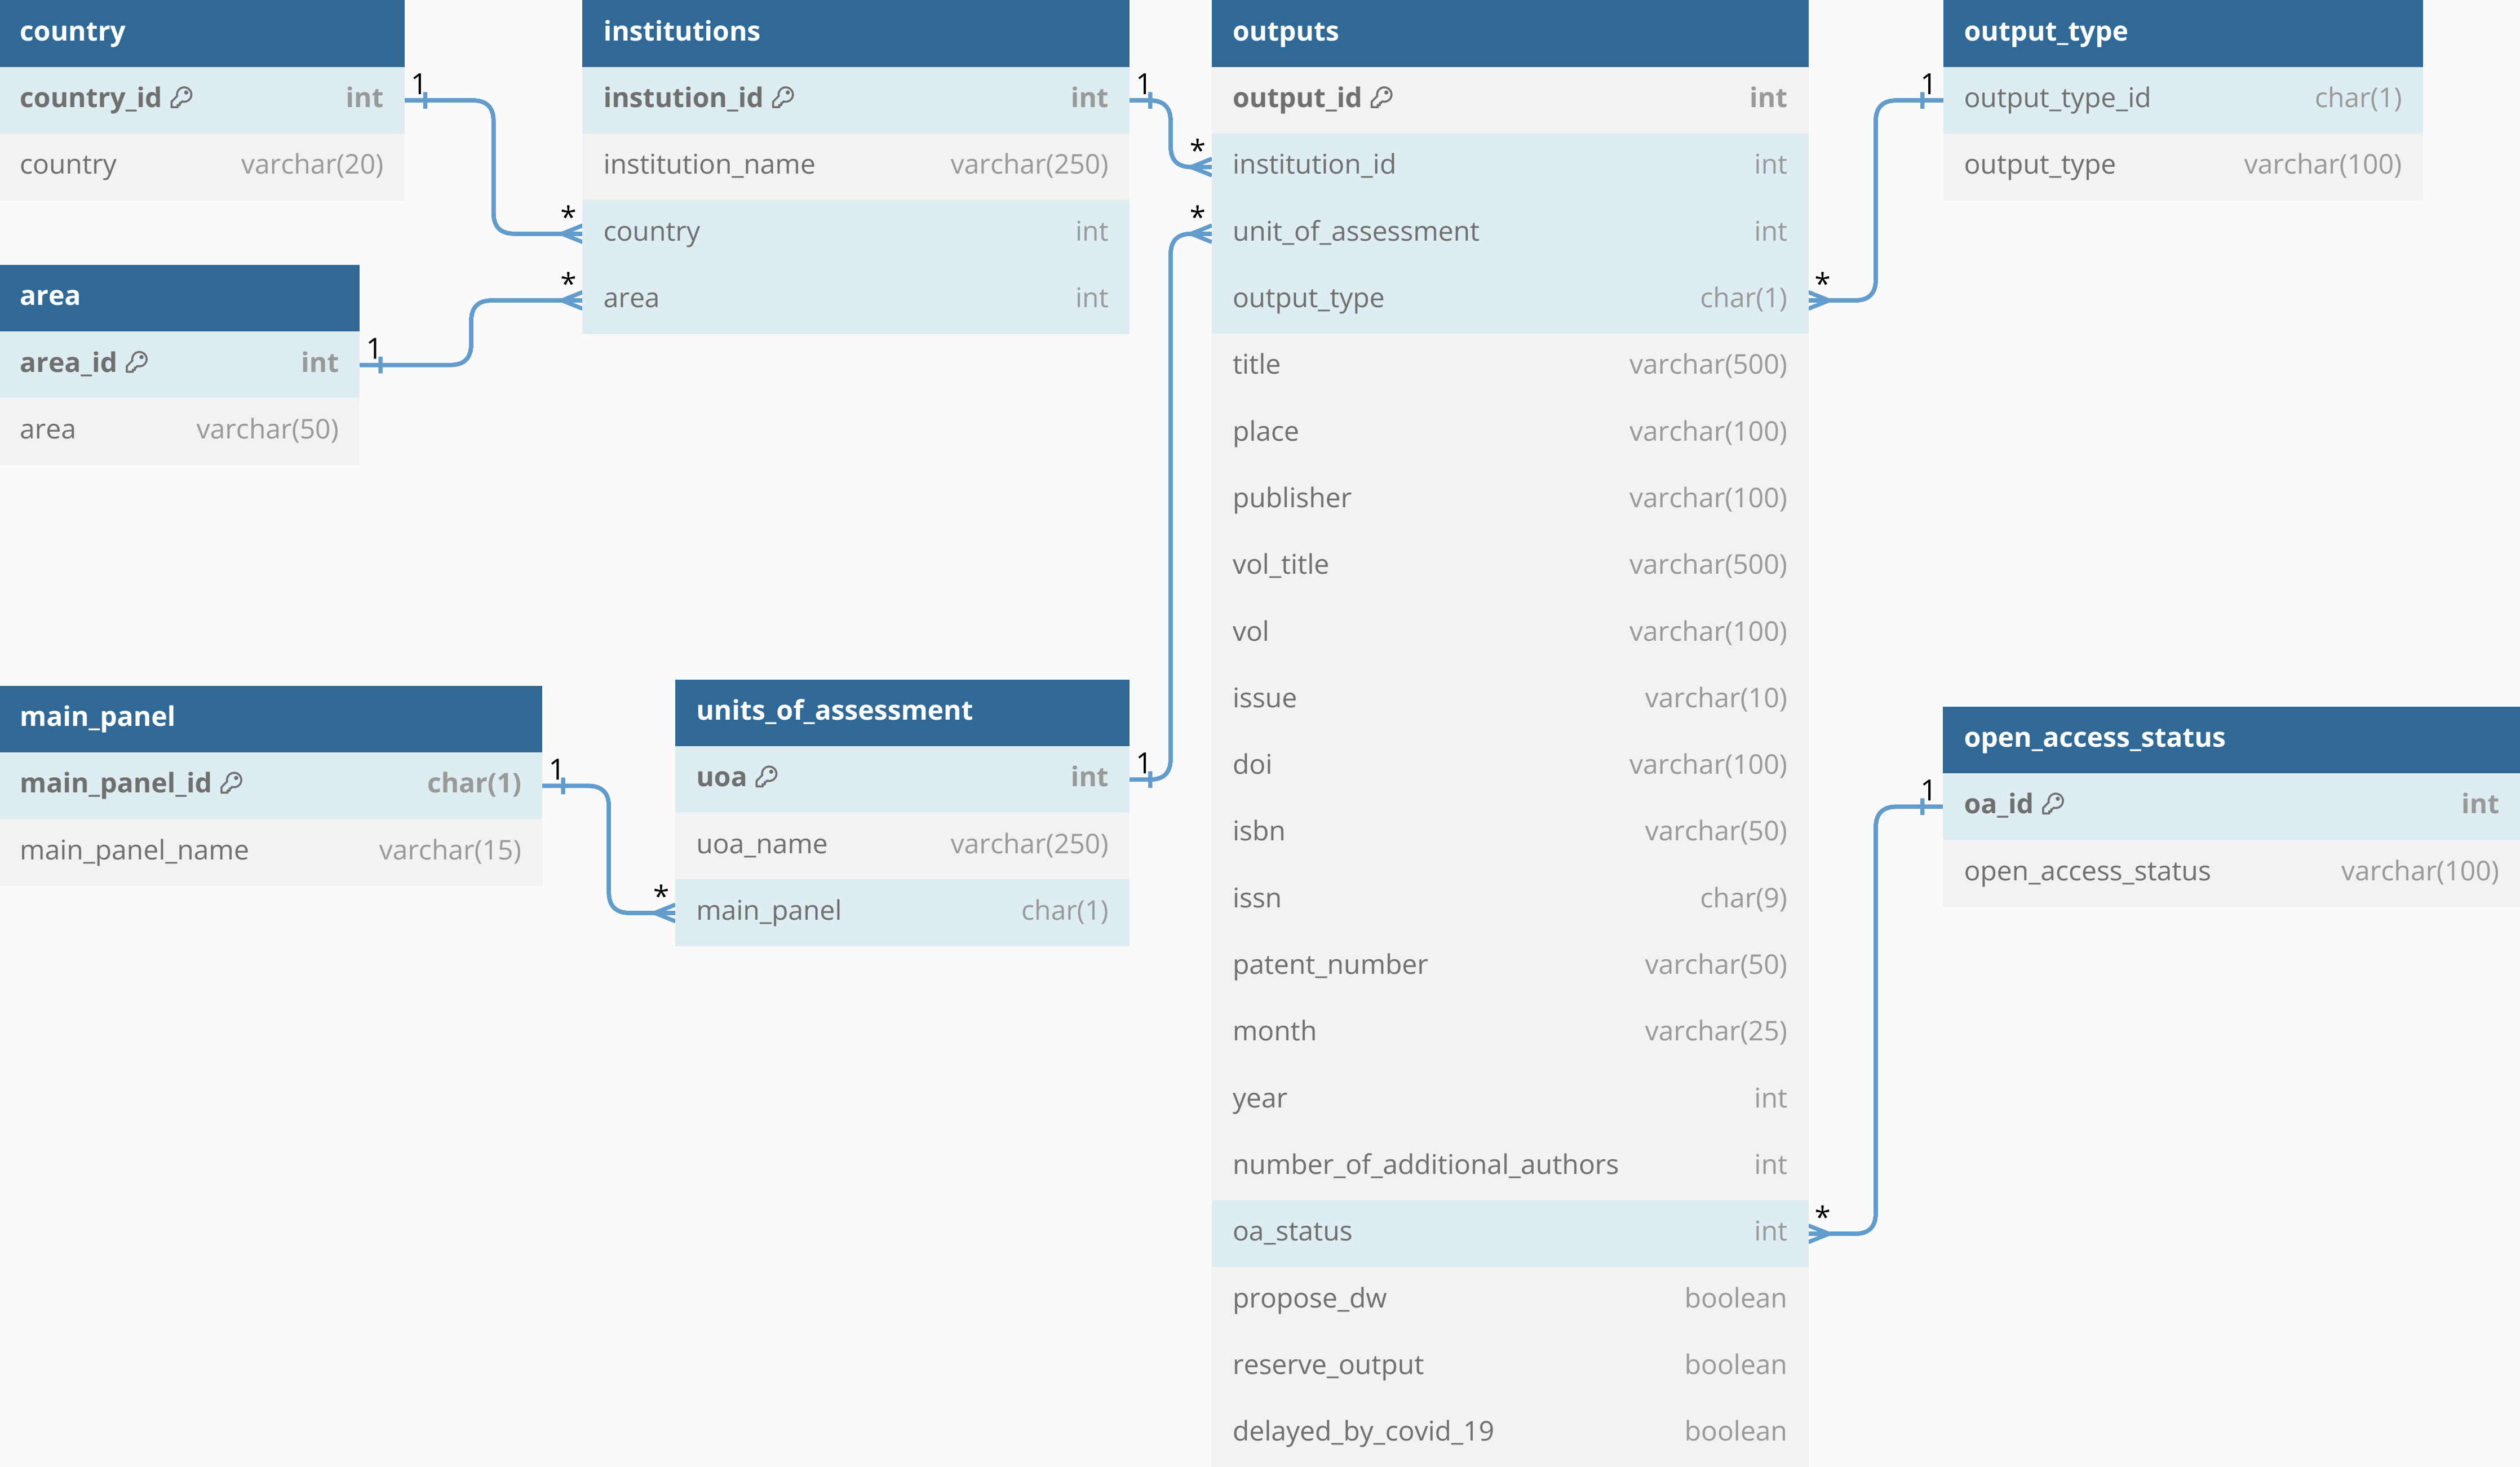 country
country_id int
country varchar(20)
area
area_id int
area varchar(50)
main_panel
main_panel_id char(1)
main_panel_name varchar(15)
institutions
instution_id int
institution_name varchar(250)
country int
area int
units_of_assessment
uoa int
uoa_name varchar(250)
main_panel char(1)
outputs
output_id int
institution_id int
unit_of_assessment int
output_type char(1)
title varchar(500)
place varchar(100)
publisher varchar(100)
vol_title varchar(500)
vol varchar(100)
issue varchar(10)
doi varchar(100)
isbn varchar(50)
issn char(9)
patent_number varchar(50)
month varchar(25)
year int
number_of_additional_authors int
oa_status int
propose_dw boolean
reserve_output boolean
delayed_by_covid_19 boolean
output_type
output_type_id char(1)
output_type varchar(100)
open_access_status
oa_id int
open_access_status varchar(100)
1
*
1
*
1
*
1
*
1
*
1
*
1
*